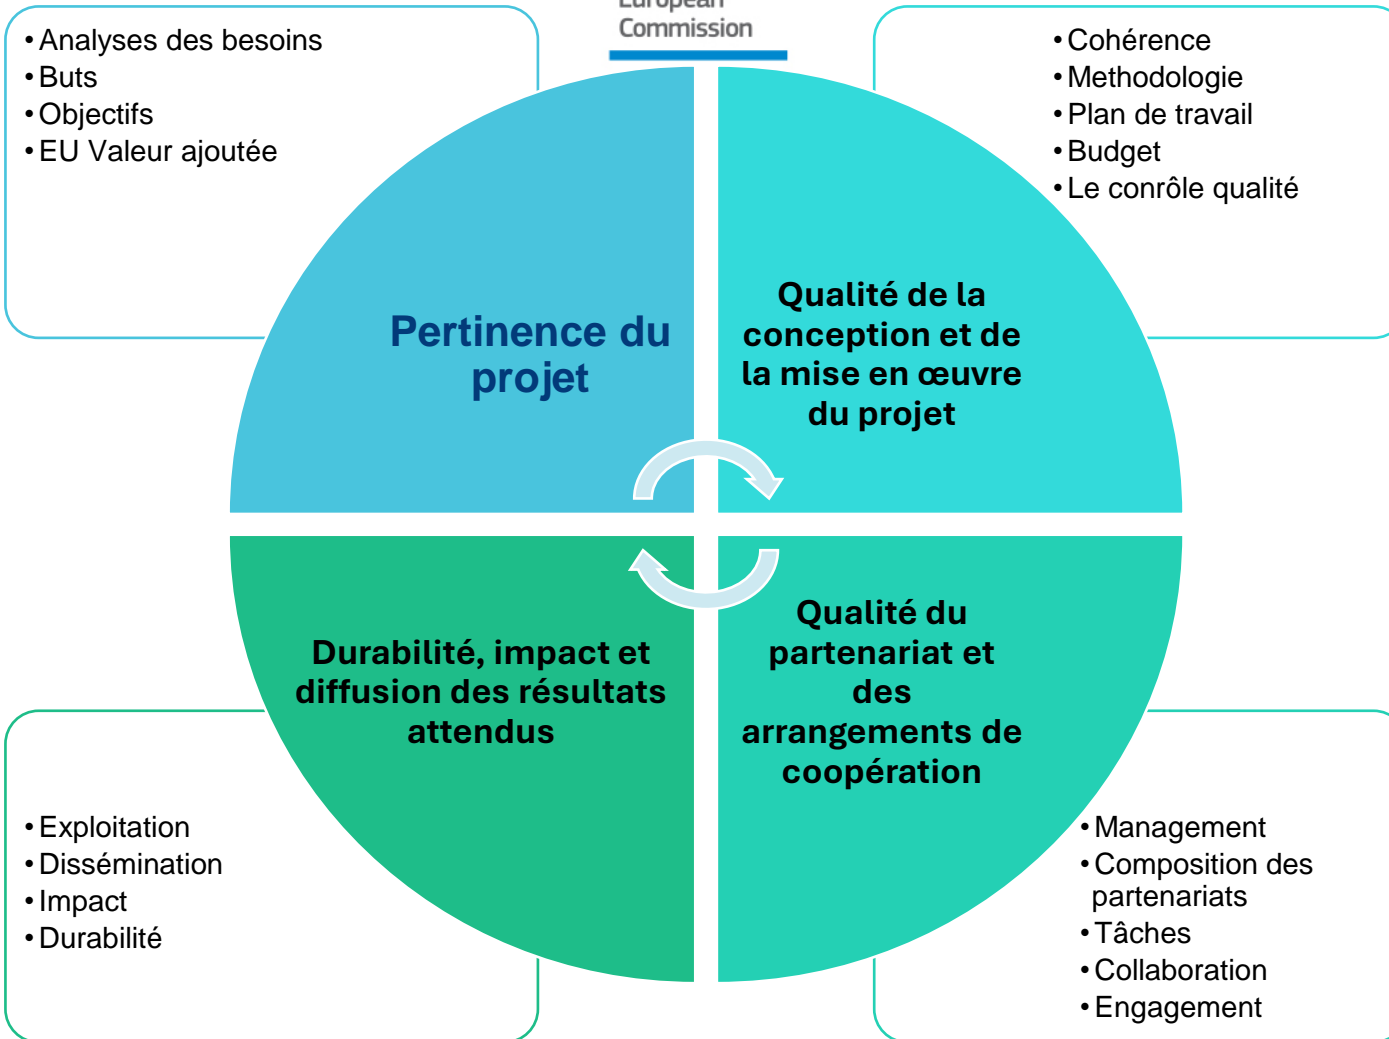 European
Commission
• Analyses des besoins
• Buts
• Objectifs
• EU Valeur ajoutée
• Cohérence
• Methodologie
• Plan de travail
• Budget
• Le conrôle qualité
Pertinence du
projet
Qualité de la
conception et de
la mise en œuvre
du projet
Durabilité, impact et
diffusion des résultats
attendus
Qualité du
partenariat et
des
arrangements de
coopération
• Exploitation
• Dissémination
• Impact
• Durabilité
• Management
• Composition des
partenariats
• Tâches
• Collaboration
• Engagement